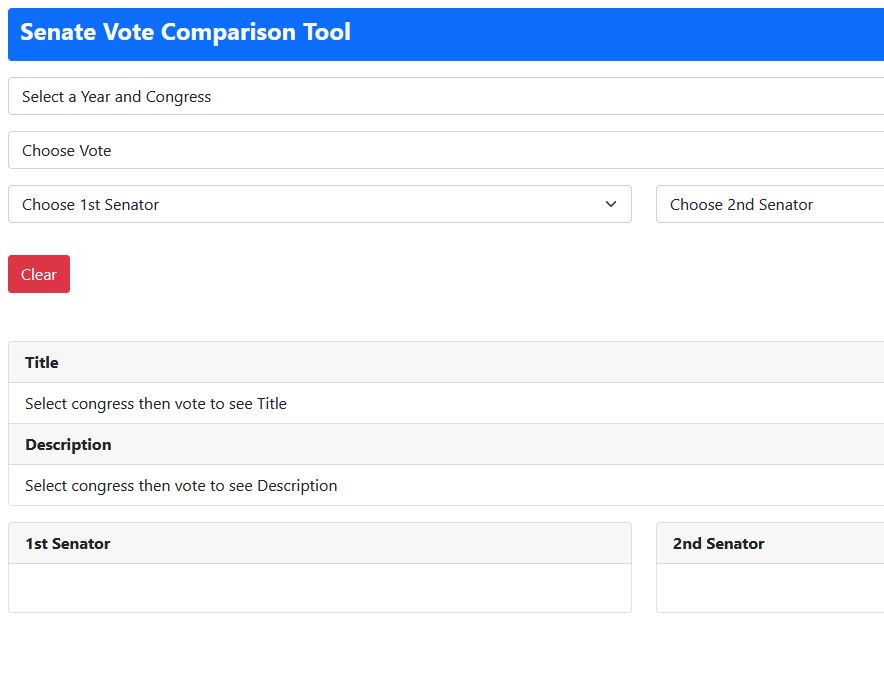 Senate Vote Comparison Tool
Select a Year and Congress
Choose Vote
Choose 1st Senator
Choose 2nd Senator
Clear
Title
Select congress then vote to see Title
Description
Select congress then vote to see Description
1st Senator
2nd Senator